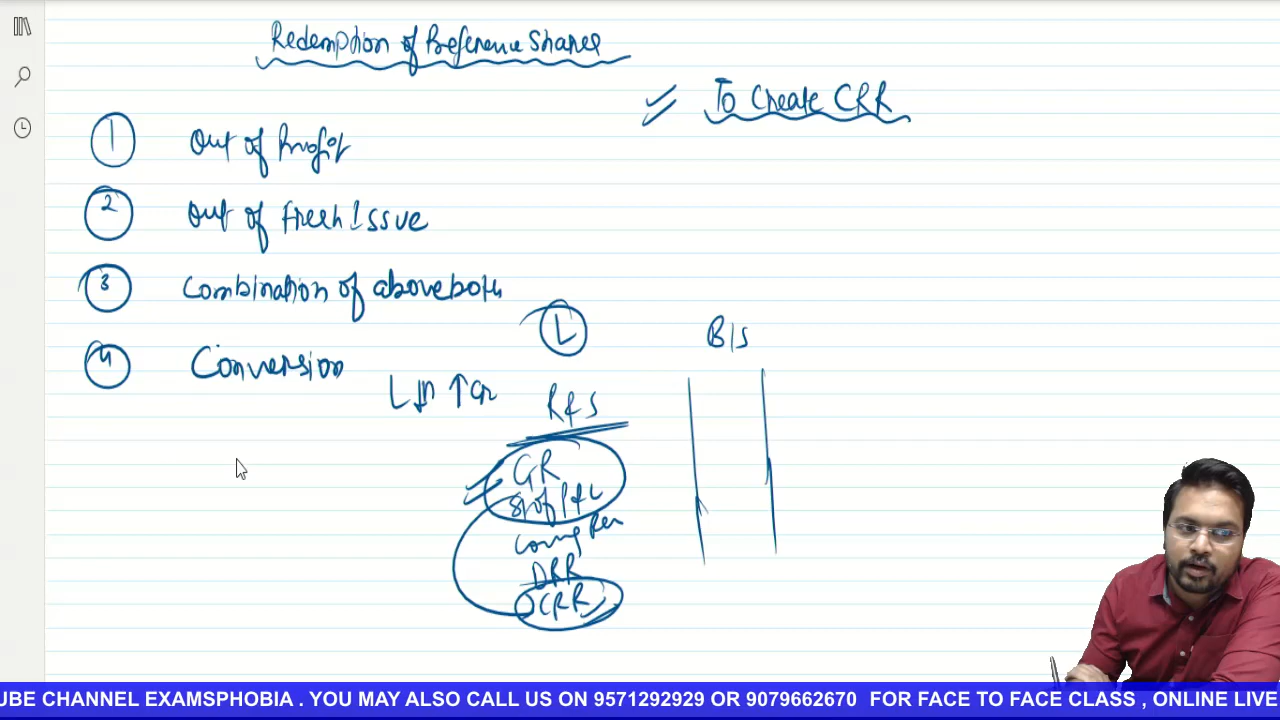 Redemption of Preference Shares
To Create CRR
1 Out of Profit
2 Out of Fresh Issue
3 Combination of above both
4 Conversion
L
B/S
R&S
GR
DRR
CRR
UBE CHANNEL EXAMSPHOBIA . YOU MAY ALSO CALL US ON 9571292929 OR 9079662670 FOR FACE TO FACE CLASS , ONLINE LIVE